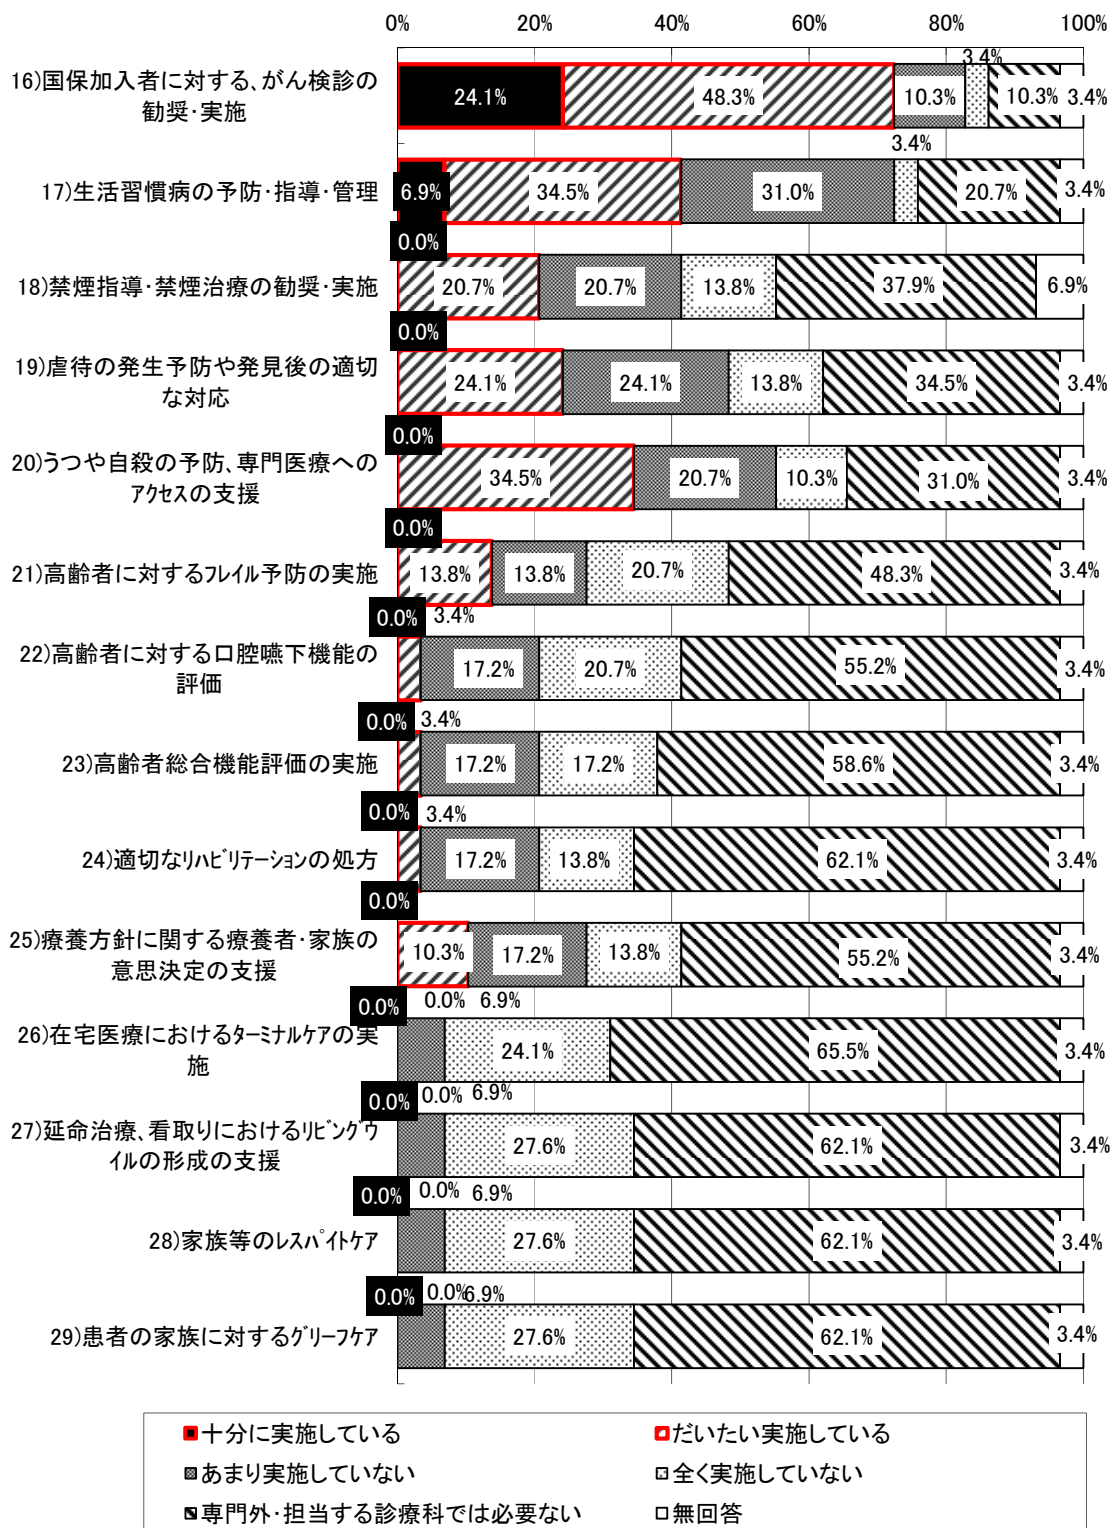 0% 20% 40% 60% 80% 100%
3.4%
16)国保加入者に対する、がん検診の
勧奨・実施
24.1% 48.3% 10.3% 10.3% 3.4%
3.4%
17)生活習慣病の予防・指導・管理
6.9% 34.5% 31.0% 20.7% 3.4%
0.0%
18)禁煙指導・禁煙治療の勧奨・実施
20.7% 20.7% 13.8% 37.9% 6.9%
0.0%
19)虐待の発生予防や発見後の適切
な対応
24.1% 24.1% 13.8% 34.5% 3.4%
0.0%
20)うつや自殺の予防、専門医療への
アクセスの支援
34.5% 20.7% 10.3% 31.0% 3.4%
0.0%
21)高齢者に対するフレイル予防の実施
13.8% 13.8% 20.7% 48.3% 3.4%
0.0% 3.4%
22)高齢者に対する口腔嚥下機能の
評価
17.2% 20.7% 55.2% 3.4%
0.0% 3.4%
23)高齢者総合機能評価の実施
17.2% 17.2% 58.6% 3.4%
0.0% 3.4%
24)適切なリハビリテーションの処方
17.2% 13.8% 62.1% 3.4%
0.0%
25)療養方針に関する療養者・家族の
意思決定の支援
10.3% 17.2% 13.8% 55.2% 3.4%
0.0% 0.0% 6.9%
26)在宅医療におけるターミナルケアの実
施
24.1% 65.5% 3.4%
0.0% 0.0% 6.9%
27)延命治療、看取りにおけるリビングウ
イルの形成の支援
27.6% 62.1% 3.4%
0.0% 0.0% 6.9%
28)家族等のレスパイトケア
27.6% 62.1% 3.4%
0.0% 0.0% 6.9%
29)患者の家族に対するグリーフケア
27.6% 62.1% 3.4%
十分に実施している だいたい実施している
あまり実施していない 全く実施していない
専門外・担当する診療科では必要ない 無回答